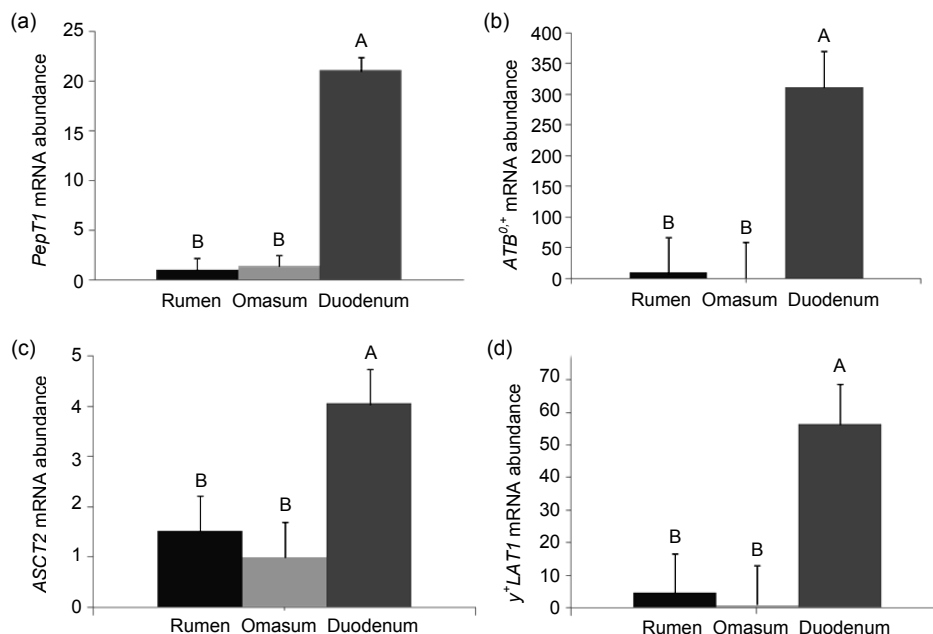 (a)
PepT1 mRNA abundance
25
20
15
10
5
0
B
B
A
Rumen Omasum Duodenum
(b)
ATB⁰,⁺ mRNA abundance
400
350
300
250
200
150
100
50
0
B
B
A
Rumen Omasum Duodenum
(c)
ASCT2 mRNA abundance
5
4
3
2
1
0
B
B
A
Rumen Omasum Duodenum
(d)
y⁺LAT1 mRNA abundance
70
60
50
40
30
20
10
0
B
B
A
Rumen Omasum Duodenum